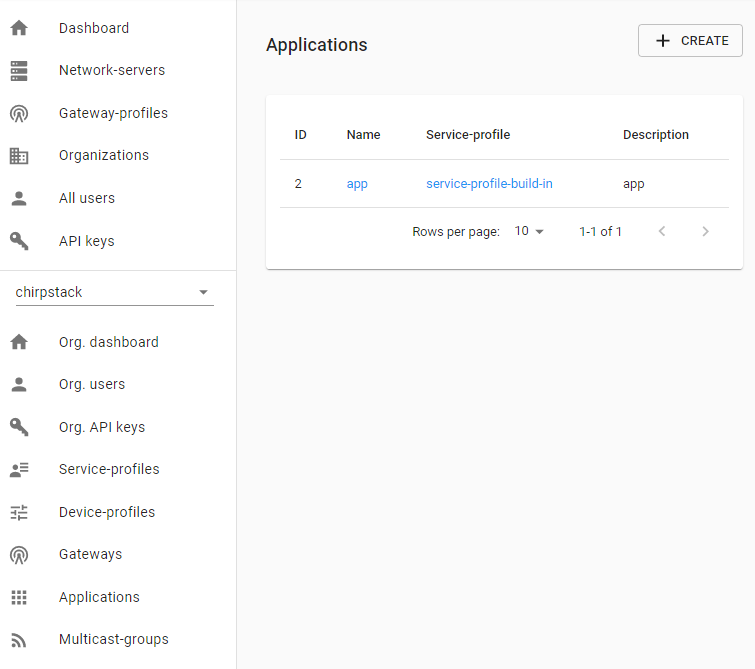 Dashboard
Network-servers
Gateway-profiles
Organizations
All users
API keys
chirpstack
Org. dashboard
Org. users
Org. API keys
Service-profiles
Device-profiles
Gateways
Applications
Multicast-groups
Applications
CREATE
ID Name Service-profile Description
2 app service-profile-build-in app
Rows per page: 10 1-1 of 1